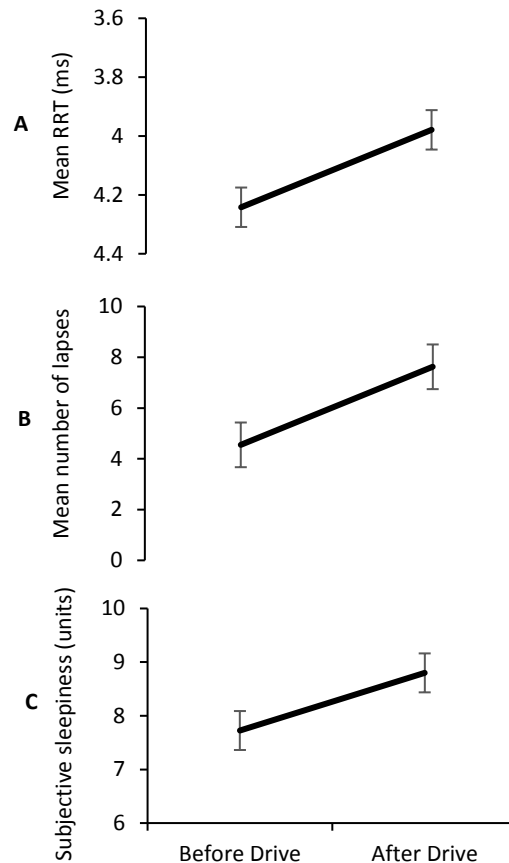 A
Mean RRT (ms)
3.6
3.8
4
4.2
4.4
B
Mean number of lapses
10
8
6
4
2
0
C
Subjective sleepiness (units)
10
9
8
7
6
Before Drive After Drive